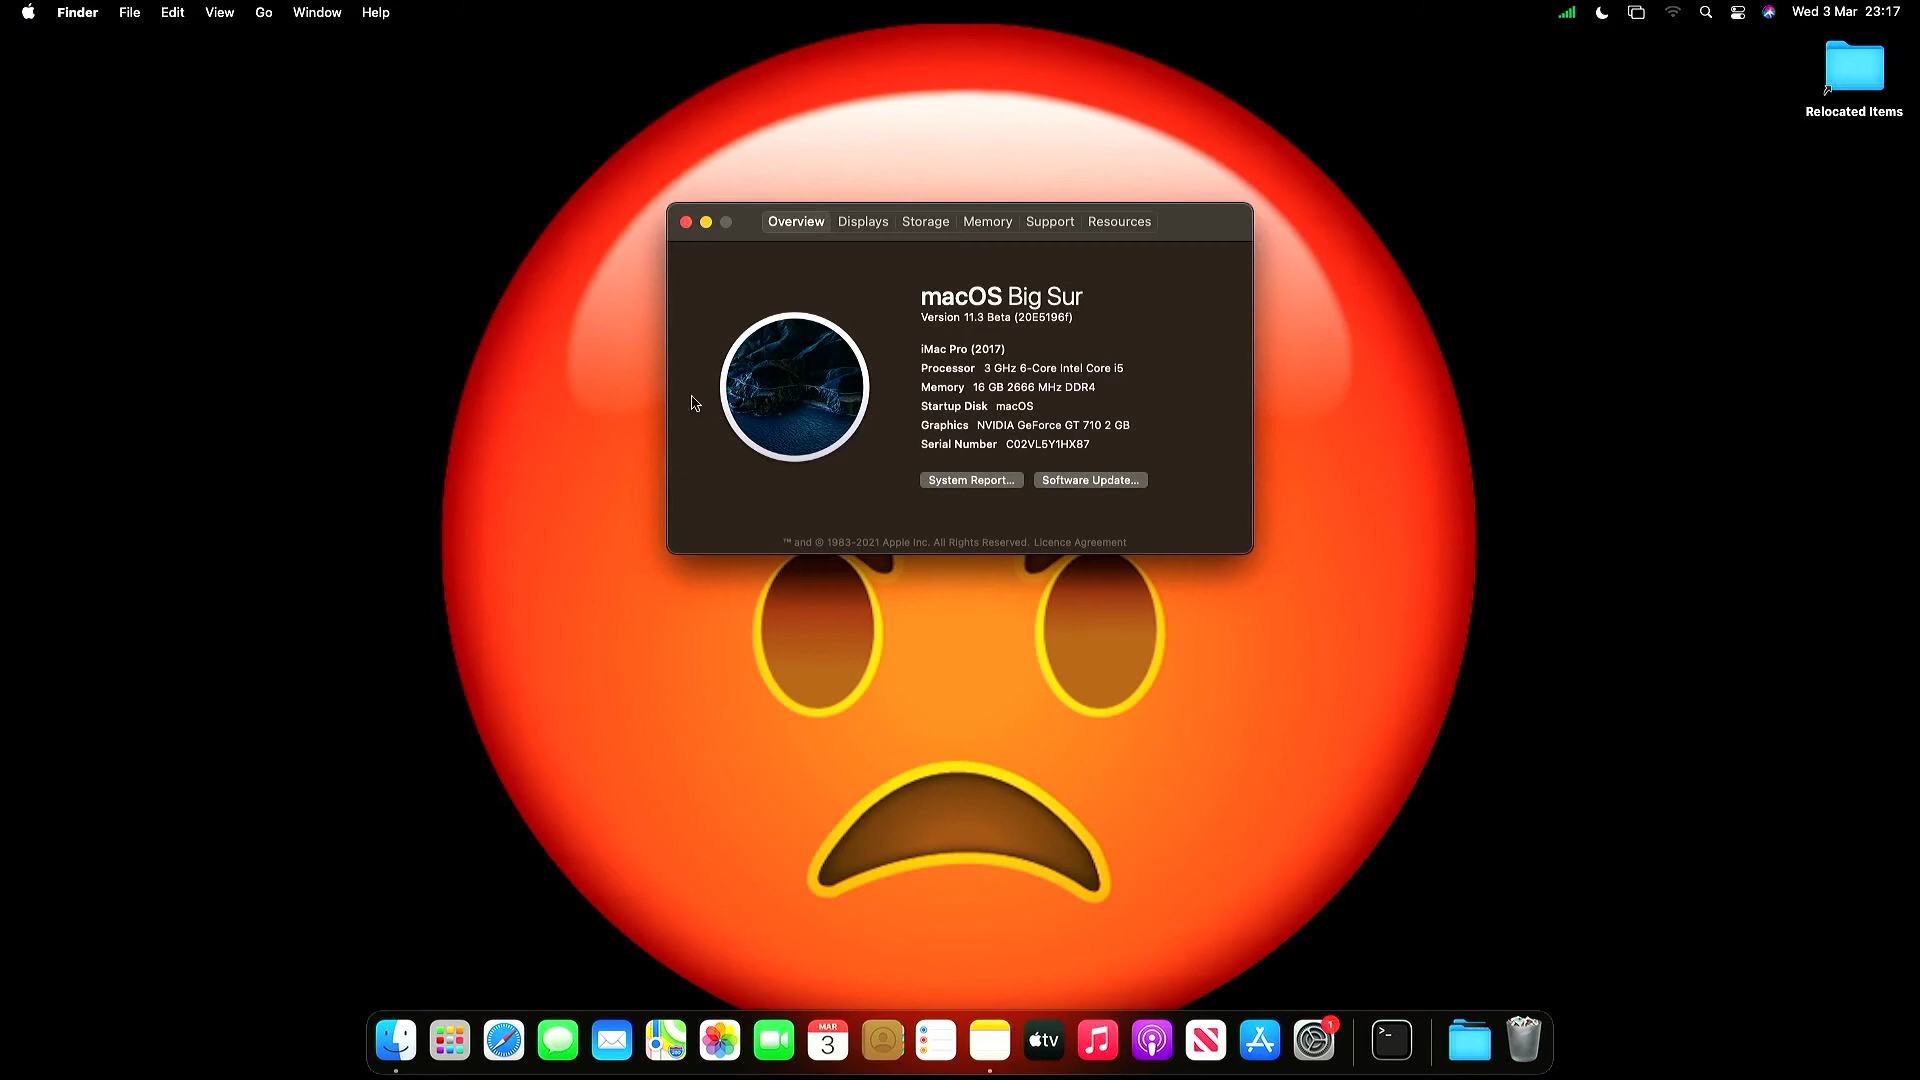 Finder File Edit View Go Window Help
Wed 3 Mar 23:17
Relocated Items
Overview Displays Storage Memory Support Resources
macOS Big Sur
Version 11.3 Beta (20E5196f)
iMac Pro (2017)
Processor 3 GHz 6-Core Intel Core i5
Memory 16 GB 2666 MHz DDR4
Startup Disk macOS
Graphics NVIDIA GeForce GT 710 2 GB
Serial Number C02VL5Y1HX87
System Report... Software Update...
™ and © 1983-2021 Apple Inc. All Rights Reserved. Licence Agreement
MAR
3
tv
1
>_